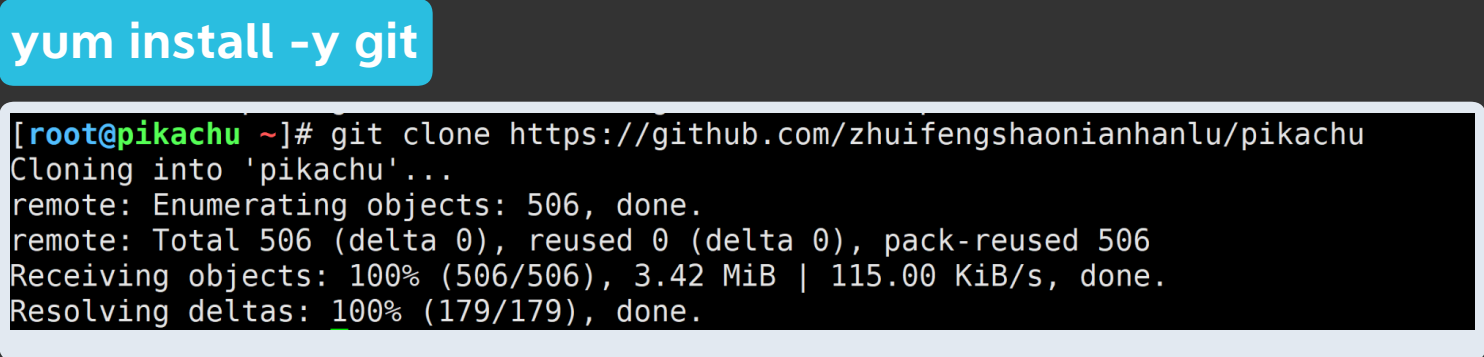 yum install -y git
[root@pikachu ~]# git clone https://github.com/zhuifengshaonianhanlu/pikachu
Cloning into 'pikachu'...
remote: Enumerating objects: 506, done.
remote: Total 506 (delta 0), reused 0 (delta 0), pack-reused 506
Receiving objects: 100% (506/506), 3.42 MiB | 115.00 KiB/s, done.
Resolving deltas: 100% (179/179), done.